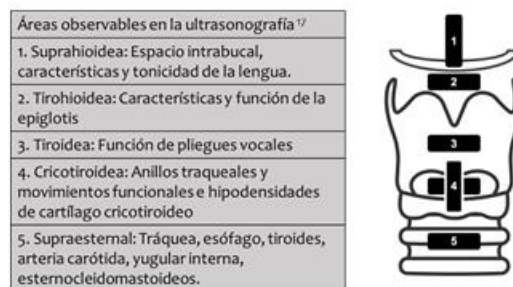 Áreas observables en la ultrasonografía ¹⁷
1. Suprahioidea: Espacio intrabucal,
características y tonicidad de la lengua.
2. Tirohioidea: Características y función de la
epiglotis
3. Tiroidea: Función de pliegues vocales
4. Cricotiroidea: Anillos traqueales y
movimientos funcionales e hipodensidades
de cartílago cricotiroideo
5. Supraesternal: Tráquea, esófago, tiroides,
arteria carótida, yugular interna,
esternocleidomastoideos.
1
2
3
4
5